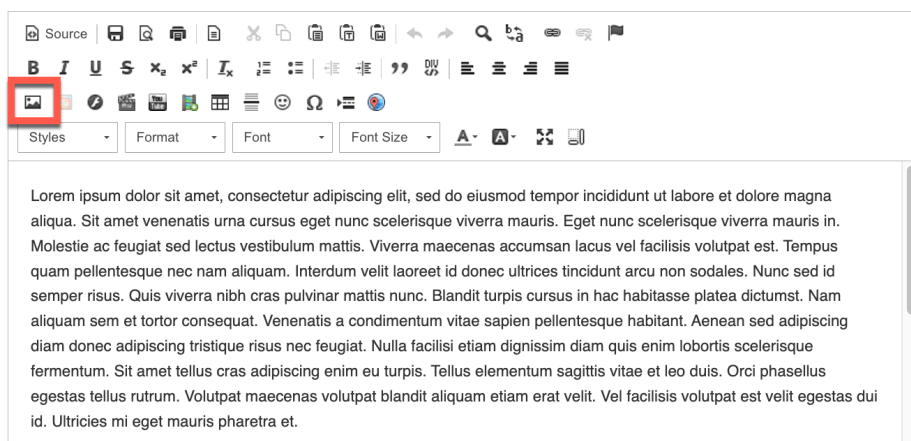 Source
B I U S x₂ x² Iₓ DIV
You Tube
Styles Format Font Font Size A A
Lorem ipsum dolor sit amet, consectetur adipiscing elit, sed do eiusmod tempor incididunt ut labore et dolore magna
aliqua. Sit amet venenatis urna cursus eget nunc scelerisque viverra mauris. Eget nunc scelerisque viverra mauris in.
Molestie ac feugiat sed lectus vestibulum mattis. Viverra maecenas accumsan lacus vel facilisis volutpat est. Tempus
quam pellentesque nec nam aliquam. Interdum velit laoreet id donec ultrices tincidunt arcu non sodales. Nunc sed id
semper risus. Quis viverra nibh cras pulvinar mattis nunc. Blandit turpis cursus in hac habitasse platea dictumst. Nam
aliquam sem et tortor consequat. Venenatis a condimentum vitae sapien pellentesque habitant. Aenean sed adipiscing
diam donec adipiscing tristique risus nec feugiat. Nulla facilisi etiam dignissim diam quis enim lobortis scelerisque
fermentum. Sit amet tellus cras adipiscing enim eu turpis. Tellus elementum sagittis vitae et leo duis. Orci phasellus
egestas tellus rutrum. Volutpat maecenas volutpat blandit aliquam etiam erat velit. Vel facilisis volutpat est velit egestas dui
id. Ultricies mi eget mauris pharetra et.